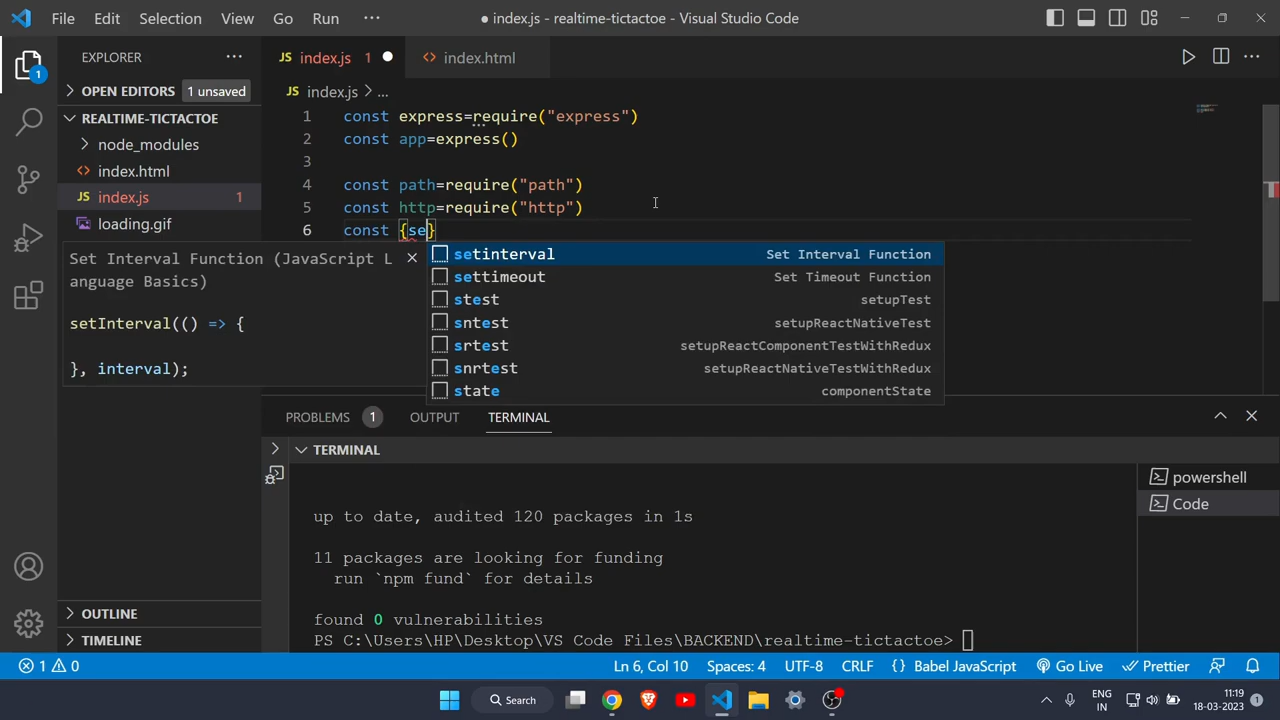 File Edit Selection View Go Run ··· ● index.js - realtime-tictactoe - Visual Studio Code
EXPLORER ···
JS index.js 1 ●
<> index.html
OPEN EDITORS 1 unsaved
JS index.js > ...
REALTIME-TICTACTOE
node_modules
<> index.html
JS index.js 1
loading.gif
1 const express=require("express")
2 const app=express()
3
4 const path=require("path")
5 const http=require("http")
6 const {se}
1
Set Interval Function (JavaScript L
anguage Basics)
setInterval(() => {
}, interval);
setinterval Set Interval Function
settimeout Set Timeout Function
stest setupTest
sntest setupReactNativeTest
srtest setupReactComponentTestWithRedux
snrtest setupReactNativeTestWithRedux
state componentState
PROBLEMS 1 OUTPUT TERMINAL
TERMINAL
up to date, audited 120 packages in 1s
11 packages are looking for funding
run `npm fund` for details
found 0 vulnerabilities
PS C:\Users\HP\Desktop\VS Code Files\BACKEND\realtime-tictactoe>
powershell
Code
OUTLINE
TIMELINE
1 0 Ln 6, Col 10 Spaces: 4 UTF-8 CRLF {} Babel JavaScript Go Live Prettier
Search
ENG
IN
11:19
18-03-2023